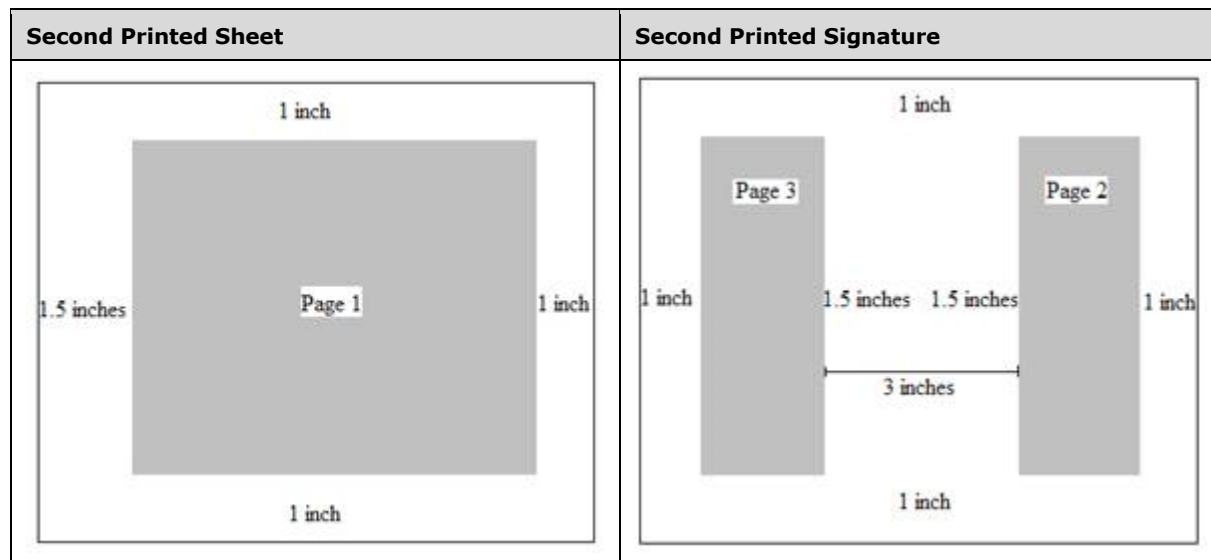 Second Printed Sheet
Second Printed Signature
1 inch
1.5 inches
Page 1
1 inch
1 inch
1 inch
Page 3
Page 2
1 inch
1.5 inches
1.5 inches
1 inch
3 inches
1 inch